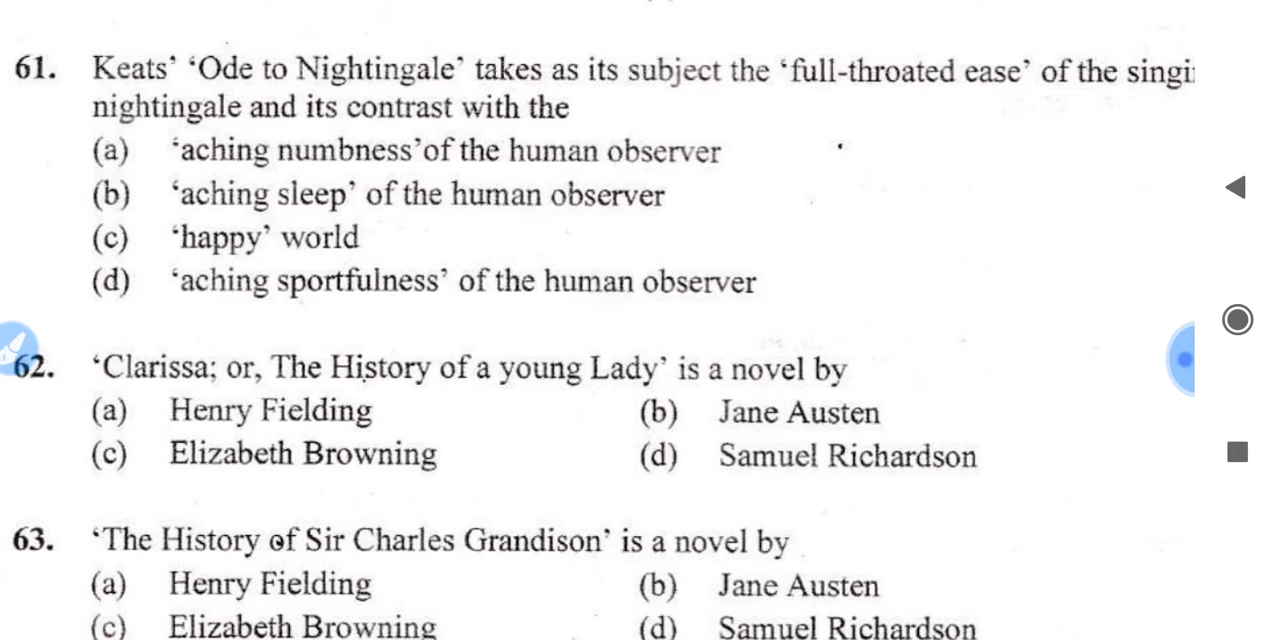 61. Keats’ ‘Ode to Nightingale’ takes as its subject the ‘full-throated ease’ of the
nightingale and its contrast with the
(a) ‘aching numbness’of the human observer
(b) ‘aching sleep’ of the human observer
(c) ‘happy’ world
(d) ‘aching sportfulness’ of the human observer
62. ‘Clarissa; or, The History of a young Lady’ is a novel by
(a) Henry Fielding (b) Jane Austen
(c) Elizabeth Browning (d) Samuel Richardson
63. ‘The History of Sir Charles Grandison’ is a novel by
(a) Henry Fielding (b) Jane Austen
(c) Elizabeth Browning (d) Samuel Richardson